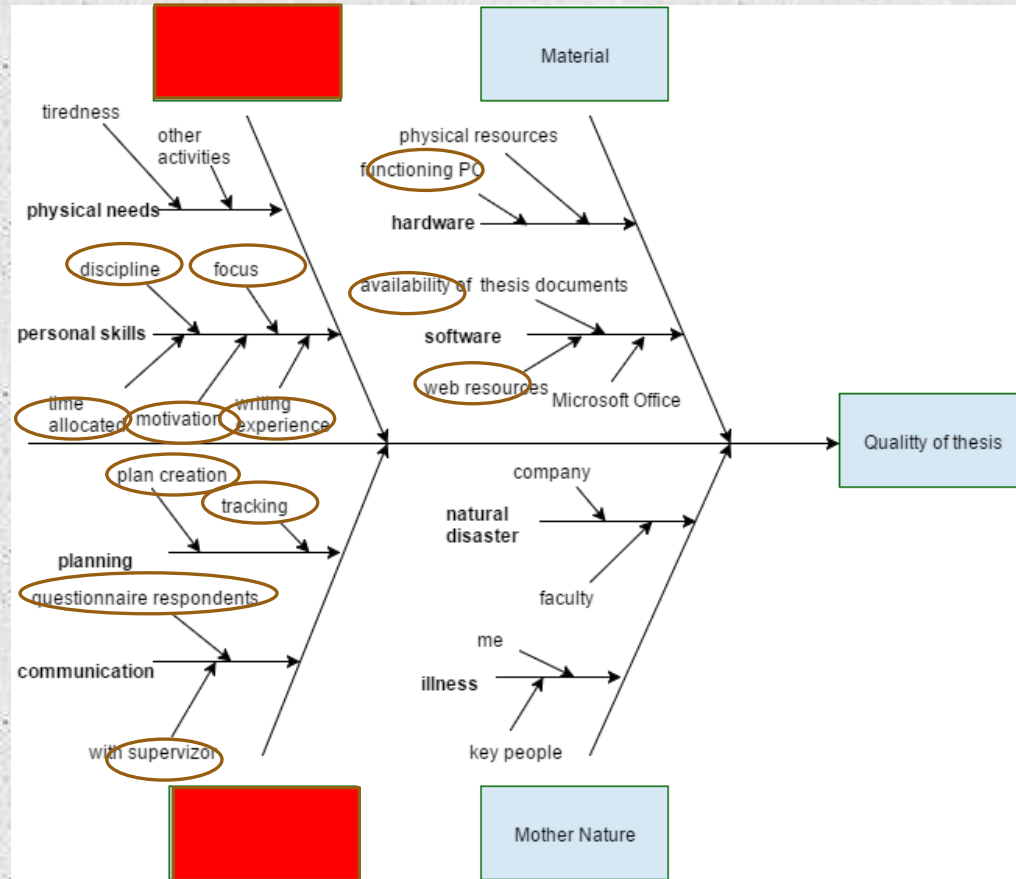 Material
tiredness
other
activities
physical resources
functioning PC
physical needs
hardware
discipline
focus
availability of thesis documents
personal skills
software
time
allocated
motivation
writing
experience
web resources
Microsoft Office
Qualitty of thesis
plan creation
tracking
company
natural
disaster
planning
questionnaire respondents
faculty
me
communication
illness
with supervizor
key people
Mother Nature